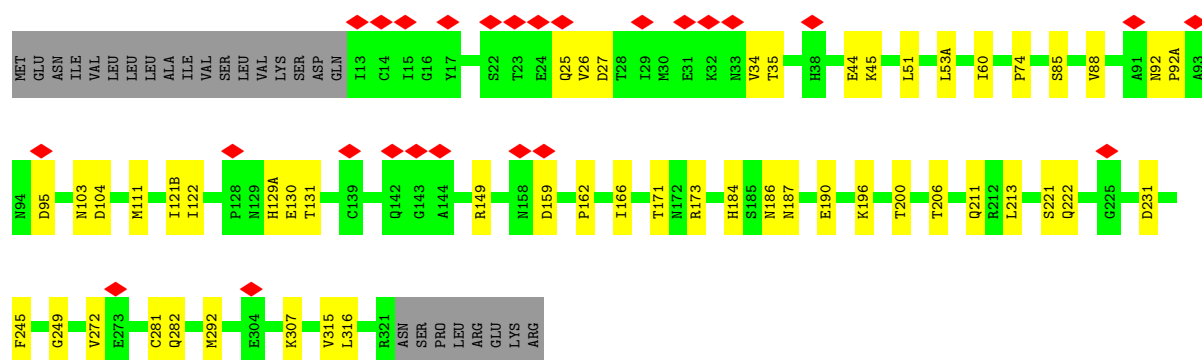 MET GLU ASN ILE VAL LEU LEU LEU ALA ILE VAL SER LEU VAL LYS SER SER ASP GLN I13 C14 I15 G16 Y17 S22 T23 E24 Q25 V26 D27 T28 I29 M30 E31 K32 N33 V34 T35 H38 E44 K45 L51 L53A I60 P74 S85 V88 A91 N92 P92A A93
N94 D95 N103 D104 M111 I121B I122 P128 N129 H129A E130 T131 C139 Q142 G143 A144 R149 N158 D159 P162 I166 T171 N172 R173 H184 S185 N186 N187 E190 K196 T200 T206 Q211 R212 L213 S221 Q222 G225 D231
F245 G249 V272 E273 C281 Q282 M292 E304 K307 V315 L316 R321 ASN SER PRO LEU ARG GLU LYS ARG